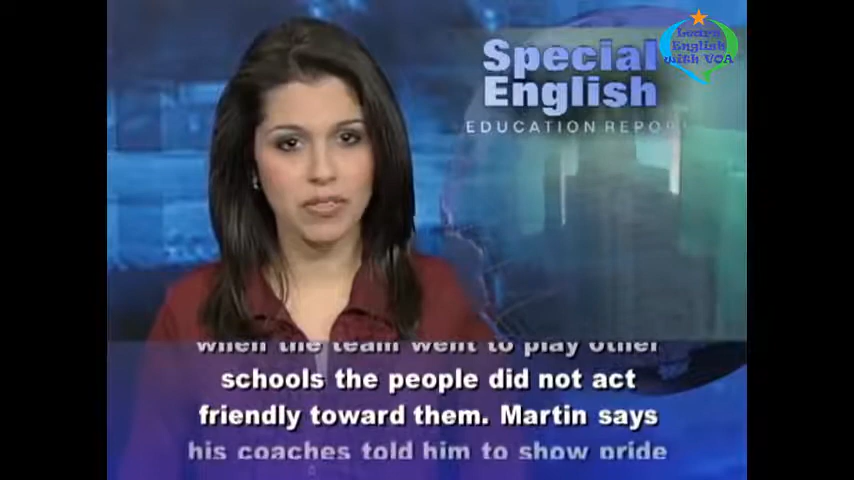 Special
English
EDUCATION REPORT
Learn
English
with VOA
when the team went to play other
schools the people did not act
friendly toward them. Martin says
his coaches told him to show pride